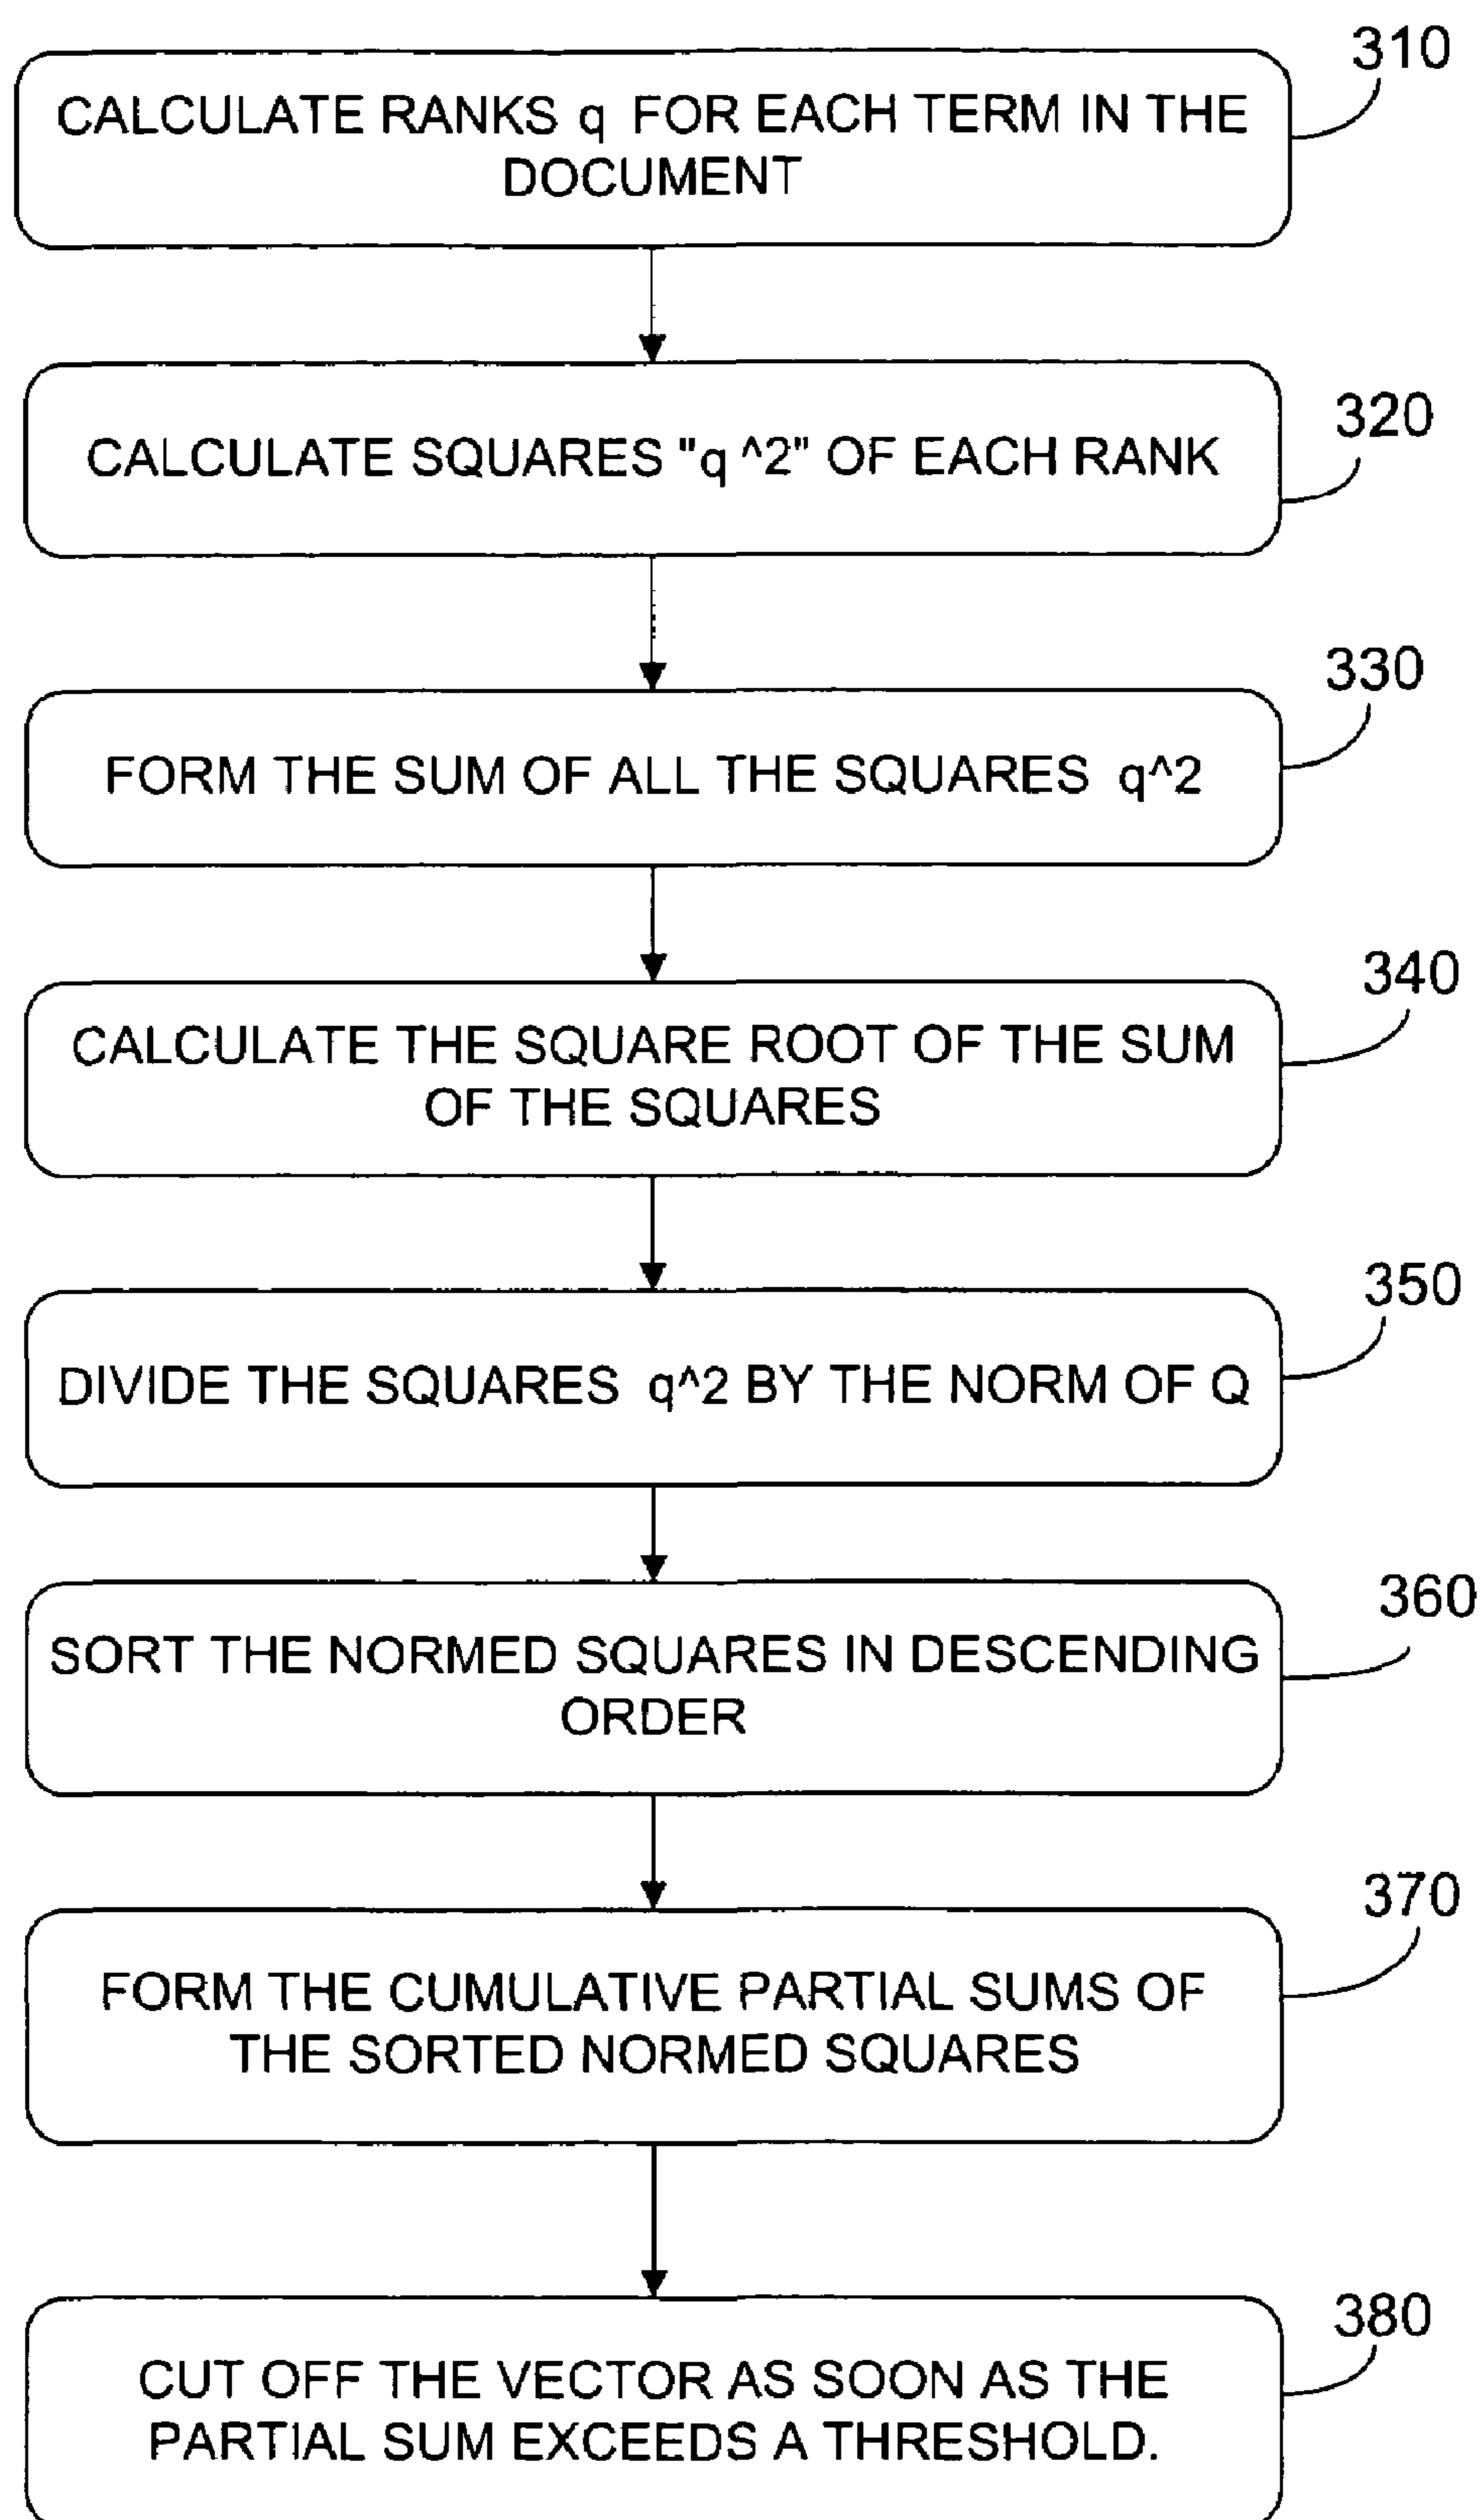 310
CALCULATE RANKS q FOR EACH TERM IN THE
DOCUMENT
320
CALCULATE SQUARES "q ^2" OF EACH RANK
330
FORM THE SUM OF ALL THE SQUARES q^2
340
CALCULATE THE SQUARE ROOT OF THE SUM
OF THE SQUARES
350
DIVIDE THE SQUARES q^2 BY THE NORM OF Q
360
SORT THE NORMED SQUARES IN DESCENDING
ORDER
370
FORM THE CUMULATIVE PARTIAL SUMS OF
THE SORTED NORMED SQUARES
380
CUT OFF THE VECTOR AS SOON AS THE
PARTIAL SUM EXCEEDS A THRESHOLD.